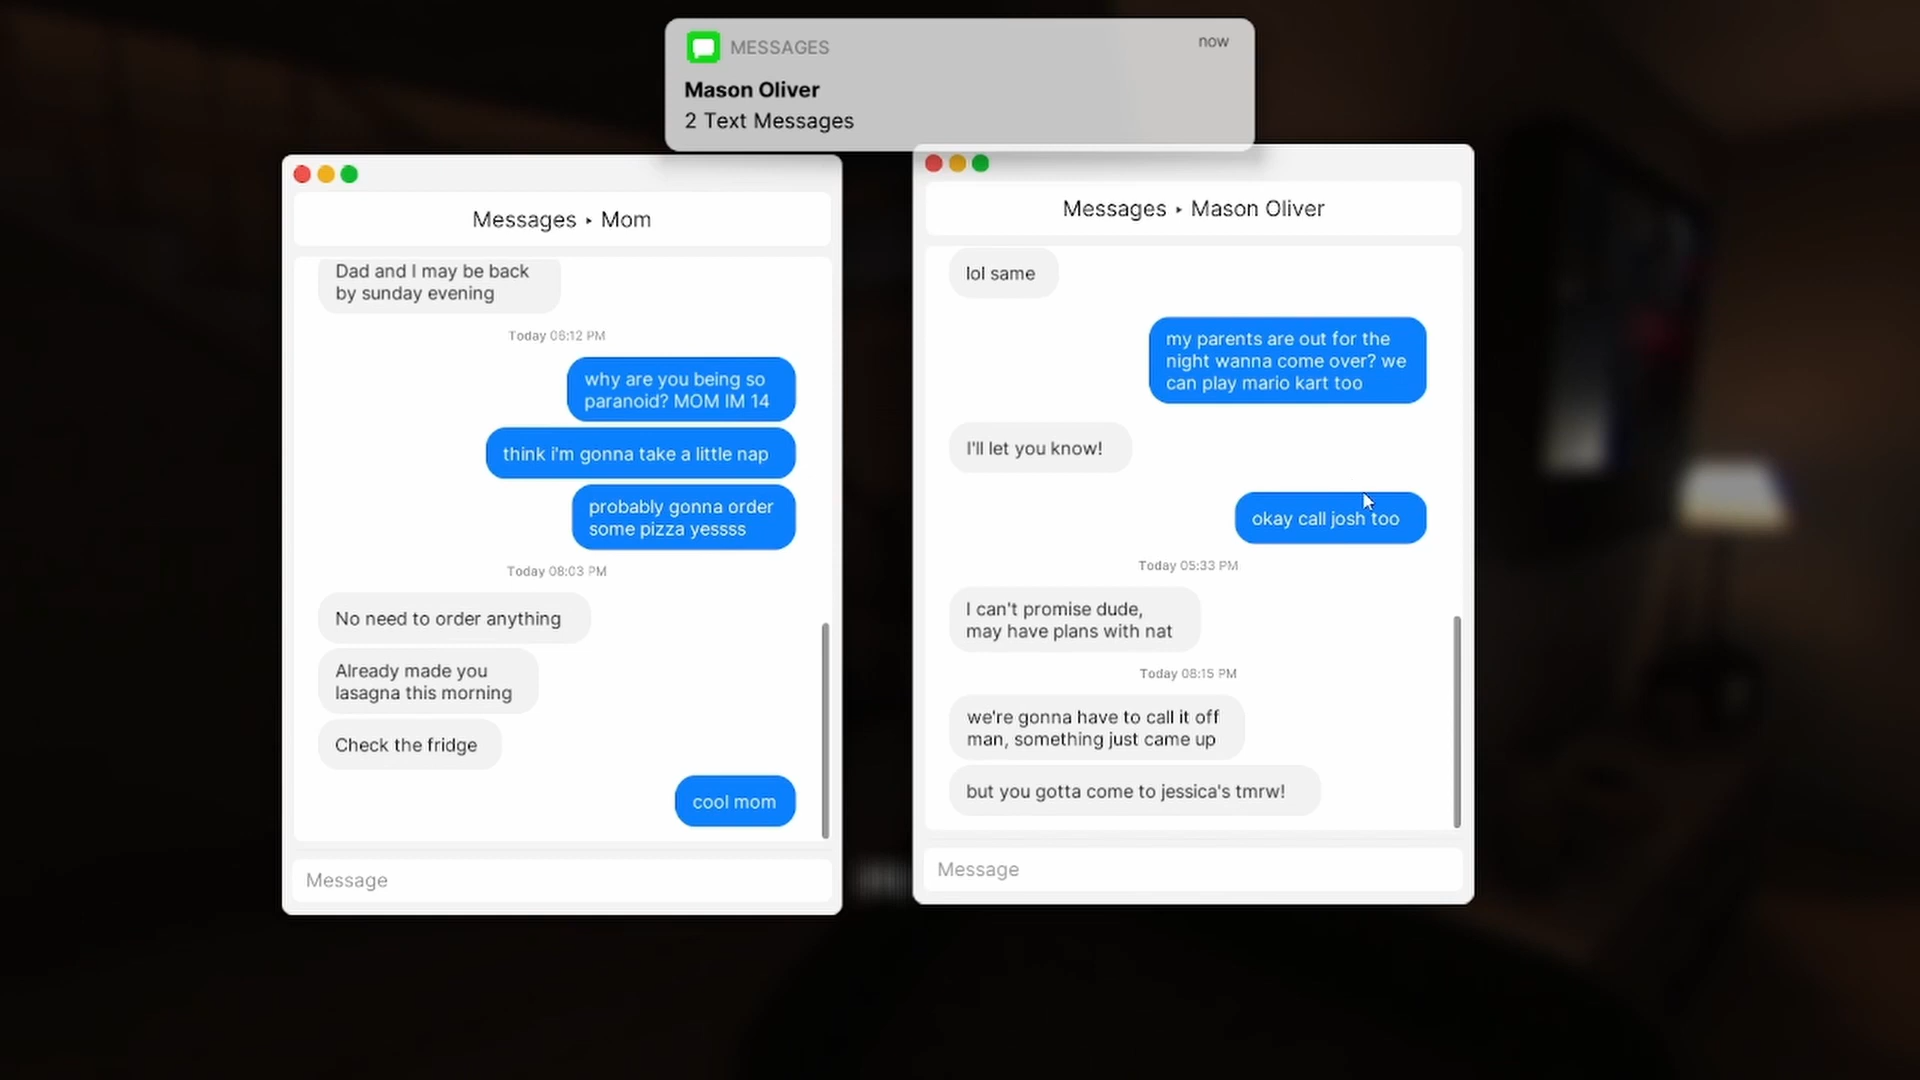 MESSAGES
now
Mason Oliver
2 Text Messages
Messages ▸ Mom
Dad and I may be back
by sunday evening
Today 06:12 PM
why are you being so
paranoid? MOM IM 14
think i'm gonna take a little nap
probably gonna order
some pizza yessss
Today 08:03 PM
No need to order anything
Already made you
lasagna this morning
Check the fridge
cool mom
Message
Messages ▸ Mason Oliver
lol same
my parents are out for the
night wanna come over? we
can play mario kart too
I'll let you know!
okay call josh too
Today 05:33 PM
I can't promise dude,
may have plans with nat
Today 08:15 PM
we're gonna have to call it off
man, something just came up
but you gotta come to jessica's tmrw!
Message